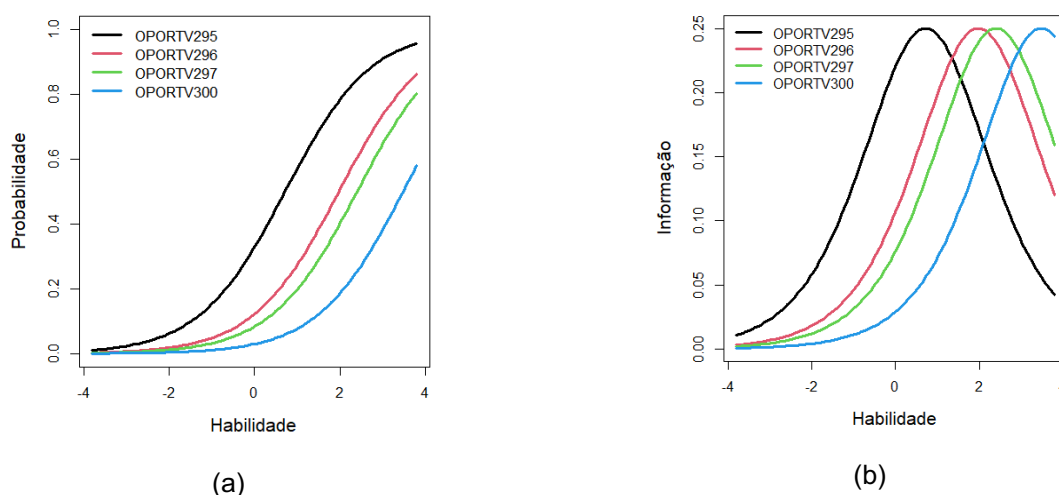 1.0
0.8
0.6
0.4
0.2
0.0
Probabilidade
OPORTV295
OPORTV296
OPORTV297
OPORTV300
-4 -2 0 2 4
Habilidade
(a)
0.25
0.20
0.15
0.10
0.05
0.00
Informação
OPORTV295
OPORTV296
OPORTV297
OPORTV300
-4 -2 0 2
Habilidade
(b)